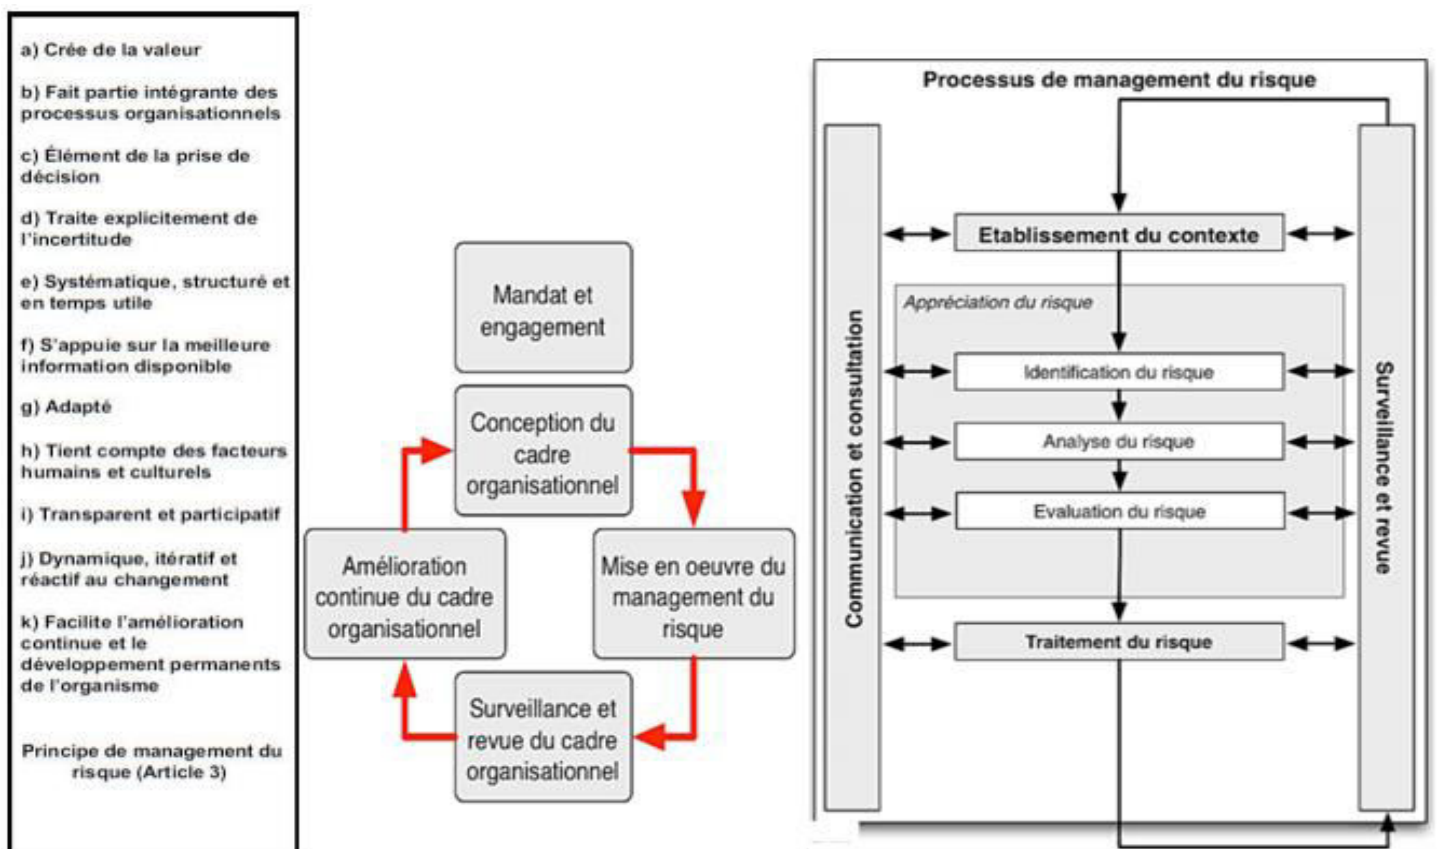 a) Crée de la valeur
b) Fait partie intégrante des
processus organisationnels
c) Élément de la prise de
décision
d) Traite explicitement de
l'incertitude
e) Systématique, structuré et
en temps utile
f) S'appuie sur la meilleure
information disponible
g) Adapté
h) Tient compte des facteurs
humains et culturels
i) Transparent et participatif
j) Dynamique, itératif et
réactif au changement
k) Facilite l'amélioration
continue et le
développement permanents
de l'organisme
Principe de management du
risque (Article 3)
Mandat et
engagement
Conception du
cadre
organisationnel
Mise en oeuvre du
management du
risque
Surveillance et
revue du cadre
organisationnel
Amélioration
continue du cadre
organisationnel
Processus de management du risque
Communication et consultation
Etablissement du contexte
Appréciation du risque
Identification du risque
Analyse du risque
Evaluation du risque
Traitement du risque
Surveillance et revue